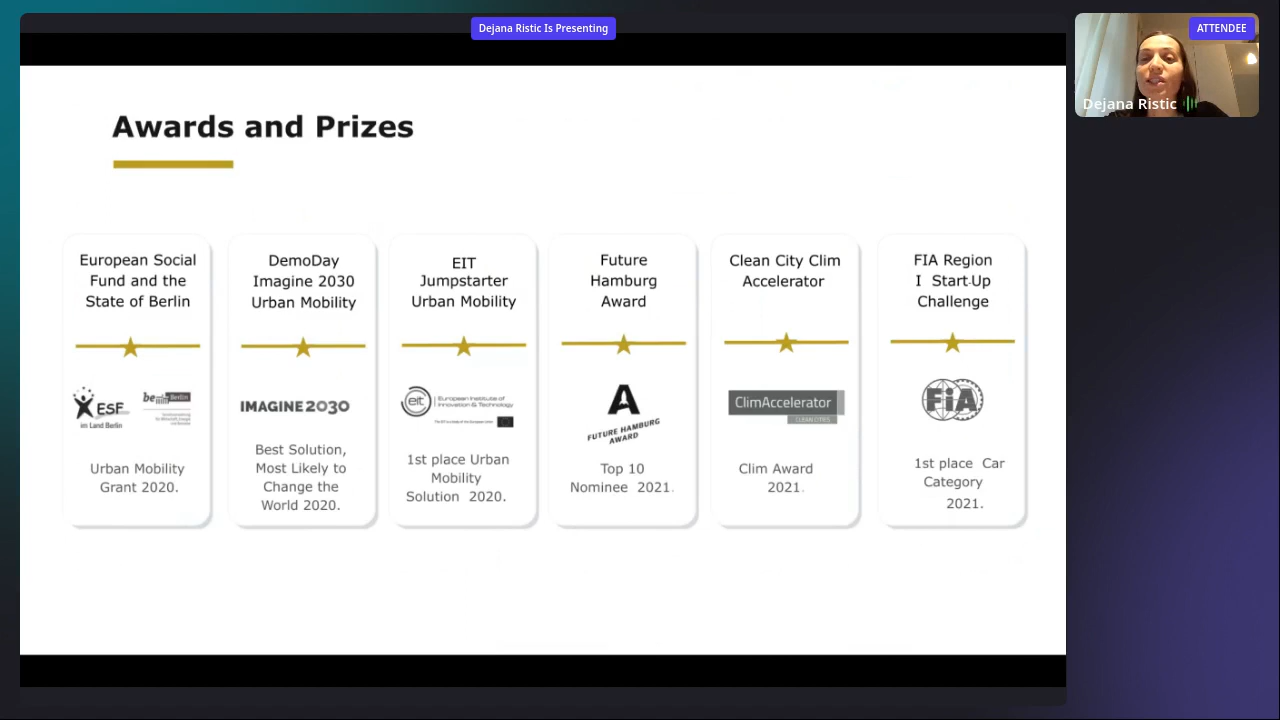 Dejana Ristic Is Presenting
ATTENDEE
Dejana Ristic
Awards and Prizes
European Social
Fund and the
State of Berlin
ESF
im Land Berlin
Berlin
Urban Mobility
Grant 2020.
DemoDay
Imagine 2030
Urban Mobility
IMAGINE 2030
Best Solution,
Most Likely to
Change the
World 2020.
EIT
Jumpstarter
Urban Mobility
eit
European Institute of
Innovation & Technology
1st place Urban
Mobility
Solution 2020.
Future
Hamburg
Award
A
FUTURE HAMBURG
AWARD
Top 10
Nominee 2021.
Clean City Clim
Accelerator
ClimAccelerator
CLEAN CITIES
Clim Award
2021.
FIA Region
I Start-Up
Challenge
FiA
1st place Car
Category
2021.